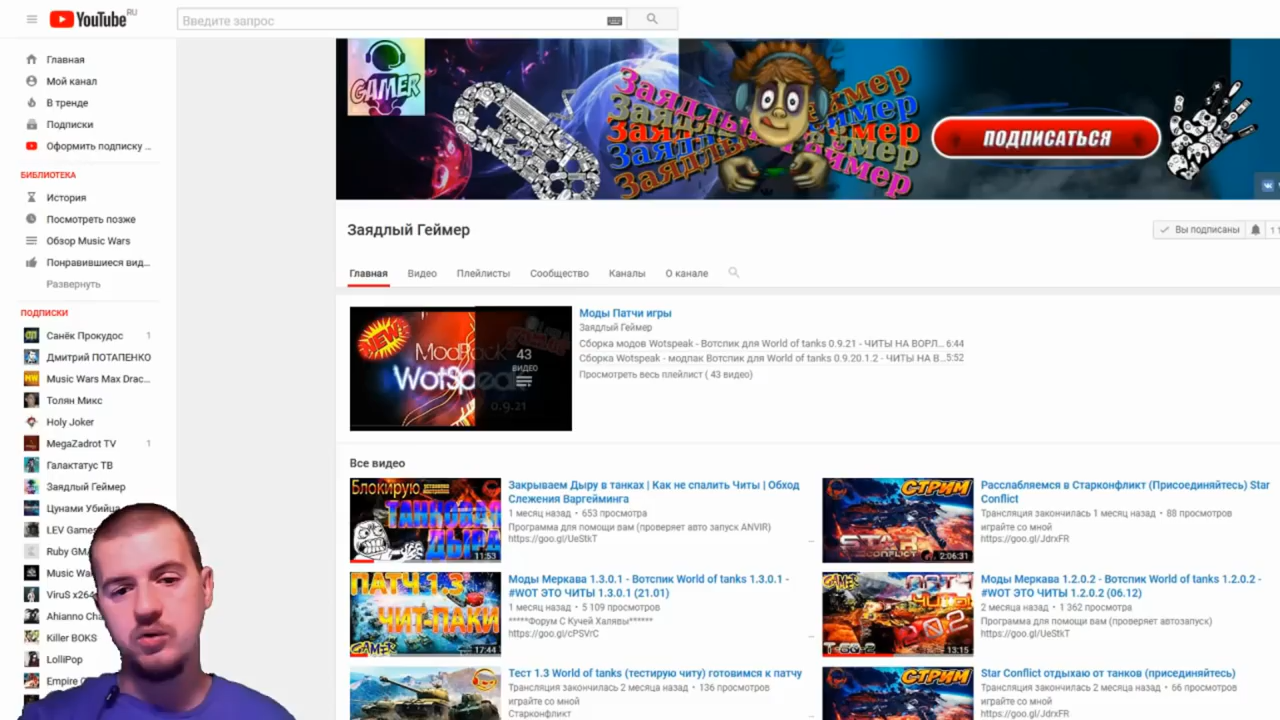 YouTube RU
Введите запрос
Главная
Мой канал
В тренде
Подписки
Оформить подписку ...
БИБЛИОТЕКА
История
Посмотреть позже
Обзор Music Wars
Понравившиеся вид...
Развернуть
ПОДПИСКИ
Санёк Прокудос 1
Дмитрий ПОТАПЕНКО
Music Wars Max Drac...
Толян Микс
Holy Joker
MegaZadrot TV 1
Галактатус ТВ
Заядлый Геймер
Цунами Убийца
LEV Games
Ruby GM
Music Wa
ViruS x264
Ahianno Cha
Killer BOKS
LolliPop
Empire
GAMER
ПОДПИСАТЬСЯ
Заядлый Геймер
Вы подписаны
Главная Видео Плейлисты Сообщество Каналы О канале
NEW
ModPack
WotSpeak
0.9.21
43
ВИДЕО
Моды Патчи игры
Заядлый Геймер
Сборка модов Wotspeak - Вотспик для World of tanks 0.9.21 - ЧИТЫ НА ВОРЛ... 6:44
Сборка Wotspeak - модпак Вотспик для World of tanks 0.9.20.1.2 - ЧИТЫ НА В... 5:52
Просмотреть весь плейлист ( 43 видео)
Все видео
Блокирую
ТАНКОВАЯ
ДЫРА
11:53
Закрываем Дыру в танках | Как не спалить Читы | Обход
Слежения Варгейминга
1 месяц назад • 653 просмотра
Программа для помощи вам (проверяет авто запуск ANVIR)
https://goo.gl/UeStkT
СТРИМ
STAR
CONFLICT
2:06:31
Расслабляемся в Старконфликт (Присоединяйтесь) Star
Conflict
Трансляция закончилась 1 месяц назад • 88 просмотров
играйте со мной
https://goo.gl/JdrxFR
ПАТЧ 1.3
ЧИТ-ПАКИ
GAMER
17:44
Моды Меркава 1.3.0.1 - Вотспик World of tanks 1.3.0.1 -
#WOT ЭТО ЧИТЫ 1.3.0.1 (21.01)
1 месяц назад • 5 109 просмотров
*****Форум С Кучей Халявы******
https://goo.gl/cPSVrC
GAMER
13:15
Моды Меркава 1.2.0.2 - Вотспик World of tanks 1.2.0.2 -
#WOT ЭТО ЧИТЫ 1.2.0.2 (06.12)
2 месяца назад • 1 362 просмотра
Программа для помощи вам (проверяет автозапуск)
https://goo.gl/UeStkT
Тест 1.3 World of tanks (тестирую читу) готовимся к патчу
Трансляция закончилась 2 месяца назад • 136 просмотров
играйте со мной
Старконфликт
СТРИМ
Star Conflict отдыхаю от танков (присоединяйтесь)
Трансляция закончилась 2 месяца назад • 66 просмотров
играйте со мной
https://goo.gl/JdrxFR